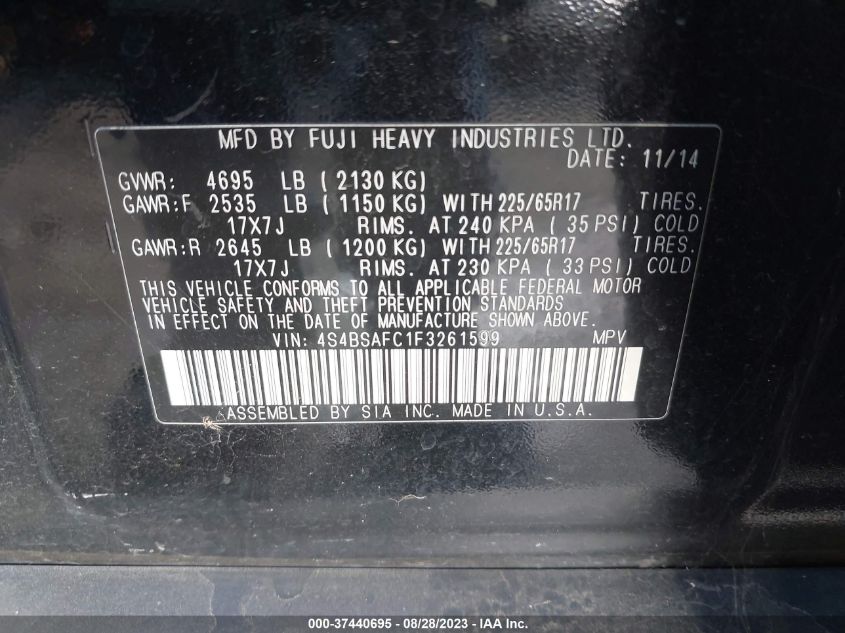 MFD BY FUJI HEAVY INDUSTRIES LTD.
DATE: 11/14
GVWR: 4695 LB ( 2130 KG)
GAWR:F 2535 LB ( 1150 KG) WITH 225/65R17 TIRES.
17X7J RIMS. AT 240 KPA ( 35 PSI) COLD
GAWR:R 2645 LB ( 1200 KG) WITH 225/65R17 TIRES.
17X7J RIMS. AT 230 KPA ( 33 PSI) COLD
THIS VEHICLE CONFORMS TO ALL APPLICABLE FEDERAL MOTOR
VEHICLE SAFETY AND THEFT PREVENTION STANDARDS
IN EFFECT ON THE DATE OF MANUFACTURE SHOWN ABOVE.
VIN: 4S4BSAFC1F3261599 MPV
ASSEMBLED BY SIA INC. MADE IN U.S.A.
000-37440695 - 08/28/2023 - IAAI Inc.